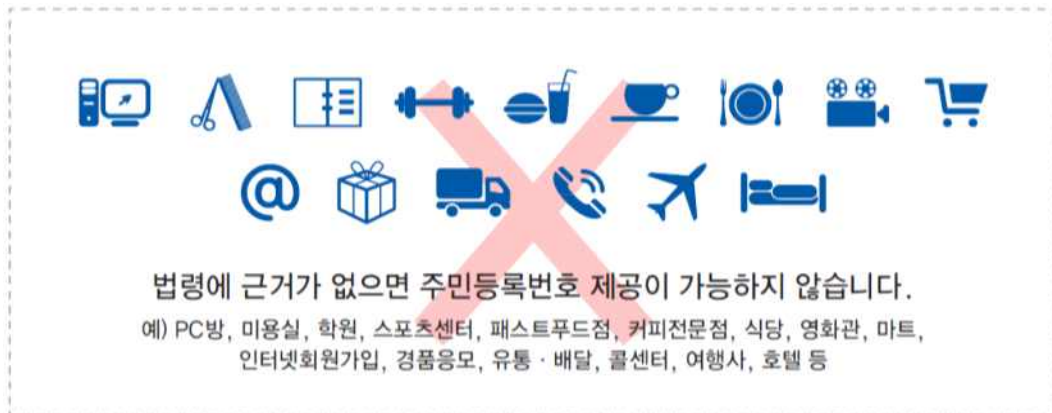 법령에 근거가 없으면 주민등록번호 제공이 가능하지 않습니다.
예) PC방, 미용실, 학원, 스포츠센터, 패스트푸드점, 커피전문점, 식당, 영화관, 마트,
인터넷회원가입, 경품응모, 유통 · 배달, 콜센터, 여행사, 호텔 등